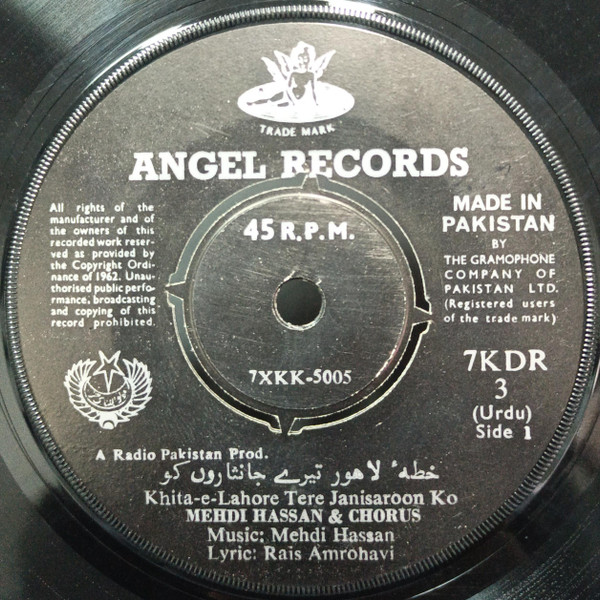 TRADE MARK
ANGEL RECORDS
All rights of the
manufacturer and of
the owners of this
recorded work reser-
ved as provided by
the Copyright Ordi-
nance of 1962. Unau-
thorised public perfo-
rmance, broadcasting
and copying of this
record prohibited.
45 R.P.M.
MADE IN
PAKISTAN
BY
THE GRAMOPHONE
COMPANY OF
PAKISTAN LTD.
(Registered users
of the trade mark)
7XKK-5005
7KDR
3
(Urdu)
Side 1
A Radio Pakistan Prod.
خطہٴ لاھور تیرے جانثاروں کو
Khita-e-Lahore Tere Janisaroon Ko
MEHDI HASSAN & CHORUS
Music: Mehdi Hassan
Lyric: Rais Amrohavi